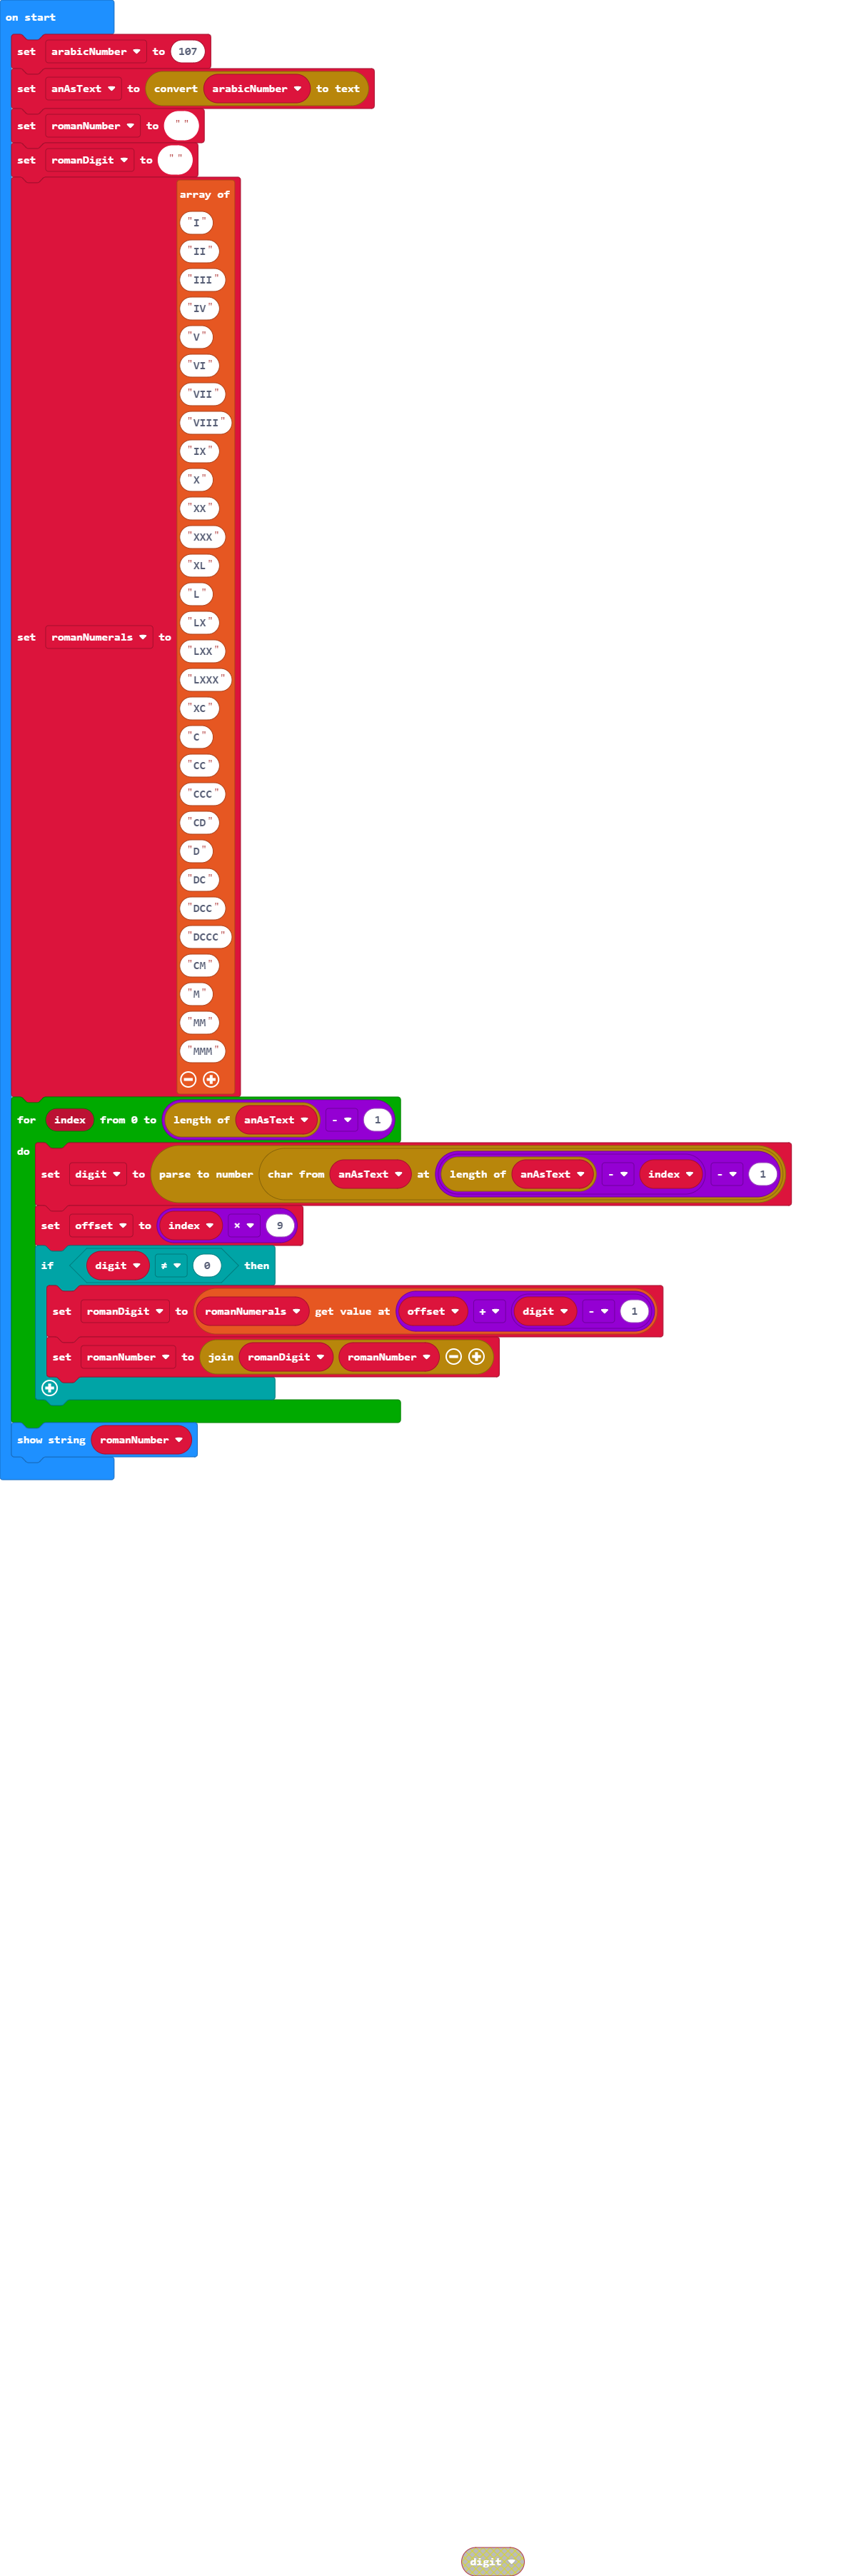 on start
set arabicNumber to 107
set anAsText to convert arabicNumber to text
set romanNumber to " "
set romanDigit to " "
array of
"I"
"II"
"III"
"IV"
"V"
"VI"
"VII"
"VIII"
"IX"
"X"
"XX"
"XXX"
"XL"
"L"
"LX"
set romanNumerals to
"LXX"
"LXXX"
"XC"
"C"
"CC"
"CCC"
"CD"
"D"
"DC"
"DCC"
"DCCC"
"CM"
"M"
"MM"
"MMM"
for index from 0 to length of anAsText - 1
do
set digit to parse to number char from anAsText at length of anAsText - index - 1
set offset to index × 9
if digit ≠ 0 then
set romanDigit to romanNumerals get value at offset + digit - 1
set romanNumber to join romanDigit romanNumber
show string romanNumber
digit